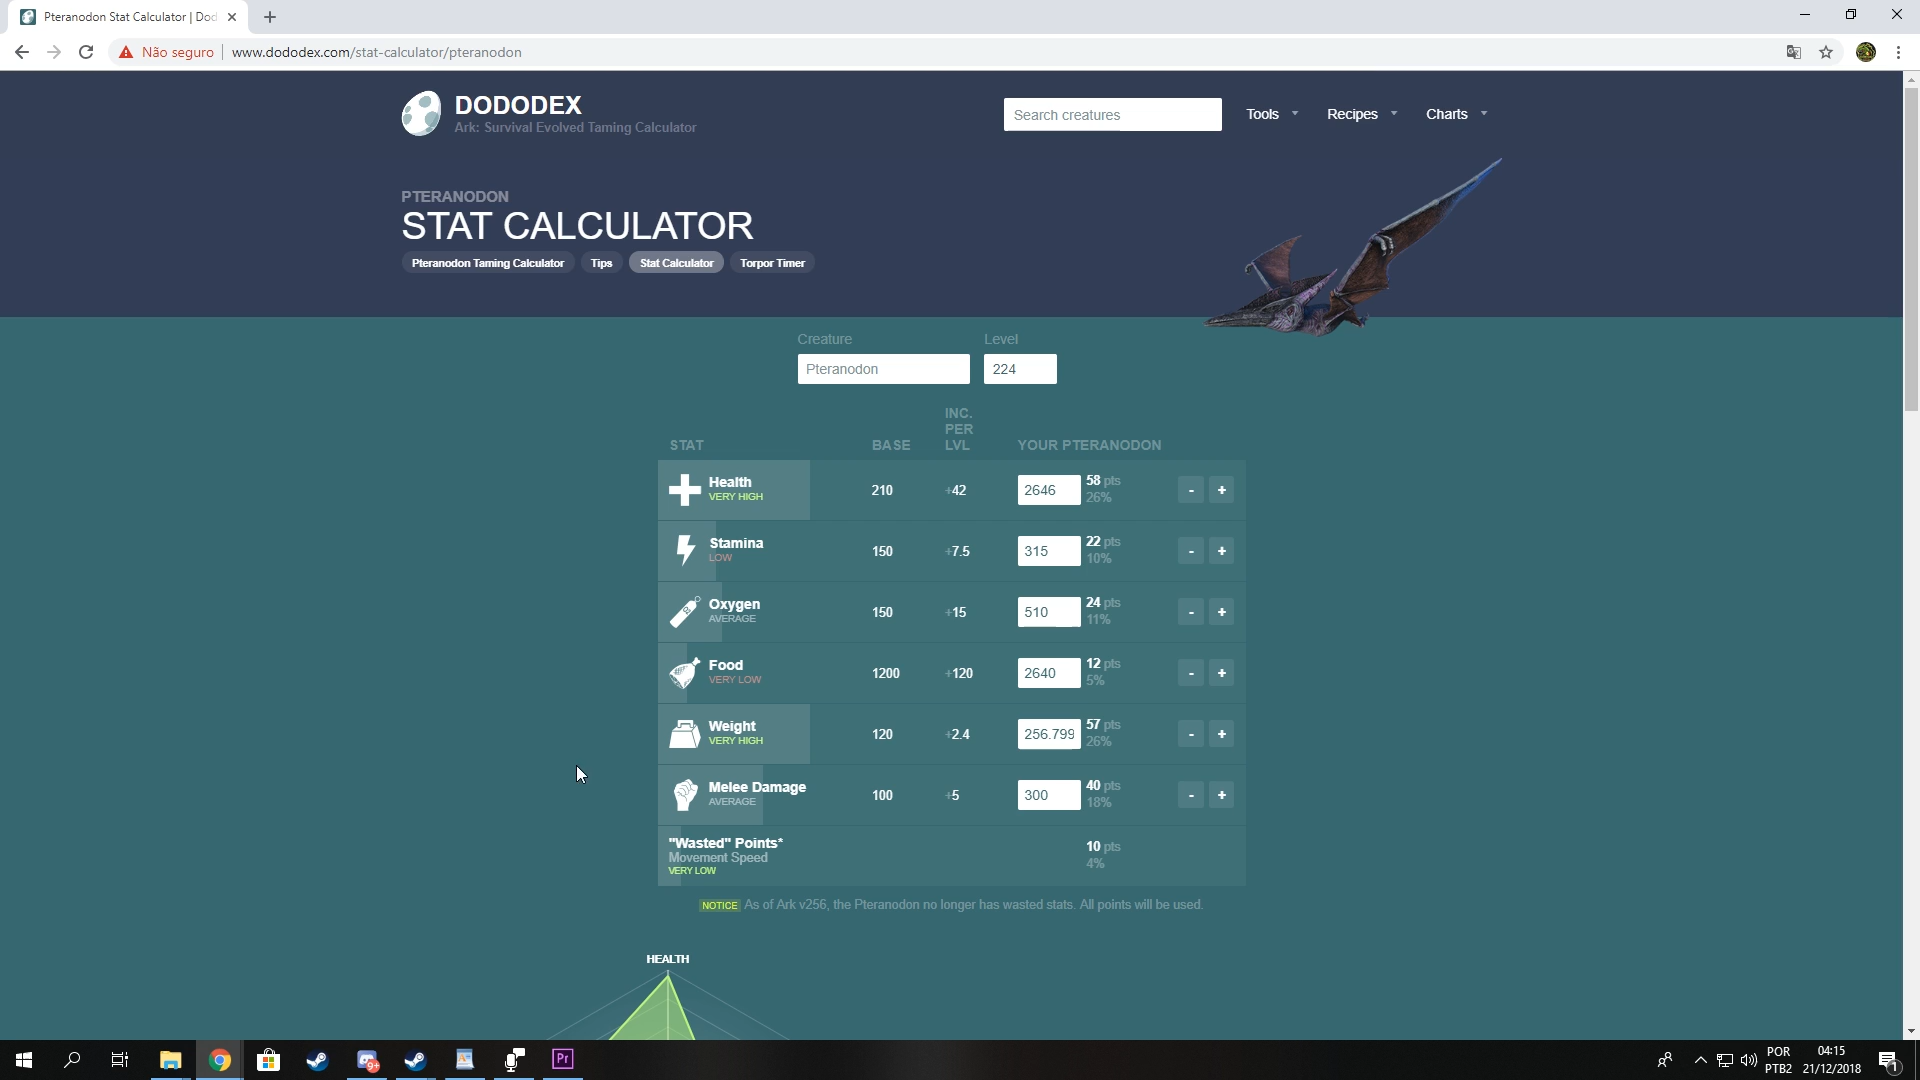 Pteranodon Stat Calculator | Dod
Não seguro
www.dododex.com/stat-calculator/pteranodon
DODODEX
Ark: Survival Evolved Taming Calculator
Search creatures
Tools
Recipes
Charts
PTERANODON
STAT CALCULATOR
Pteranodon Taming Calculator
Tips
Stat Calculator
Torpor Timer
Creature
Level
Pteranodon
224
STAT
BASE
INC.
PER
LVL
YOUR PTERANODON
Health
VERY HIGH
210
+42
2646
58 pts
26%
-
+
Stamina
LOW
150
+7.5
315
22 pts
10%
-
+
Oxygen
AVERAGE
150
+15
510
24 pts
11%
-
+
Food
VERY LOW
1200
+120
2640
12 pts
5%
-
+
Weight
VERY HIGH
120
+2.4
256.799
57 pts
26%
-
+
Melee Damage
AVERAGE
100
+5
300
40 pts
18%
-
+
"Wasted" Points*
Movement Speed
VERY LOW
10 pts
4%
NOTICE As of Ark v256, the Pteranodon no longer has wasted stats. All points will be used.
HEALTH
9+
Pr
POR
PTB2
04:15
21/12/2018
1